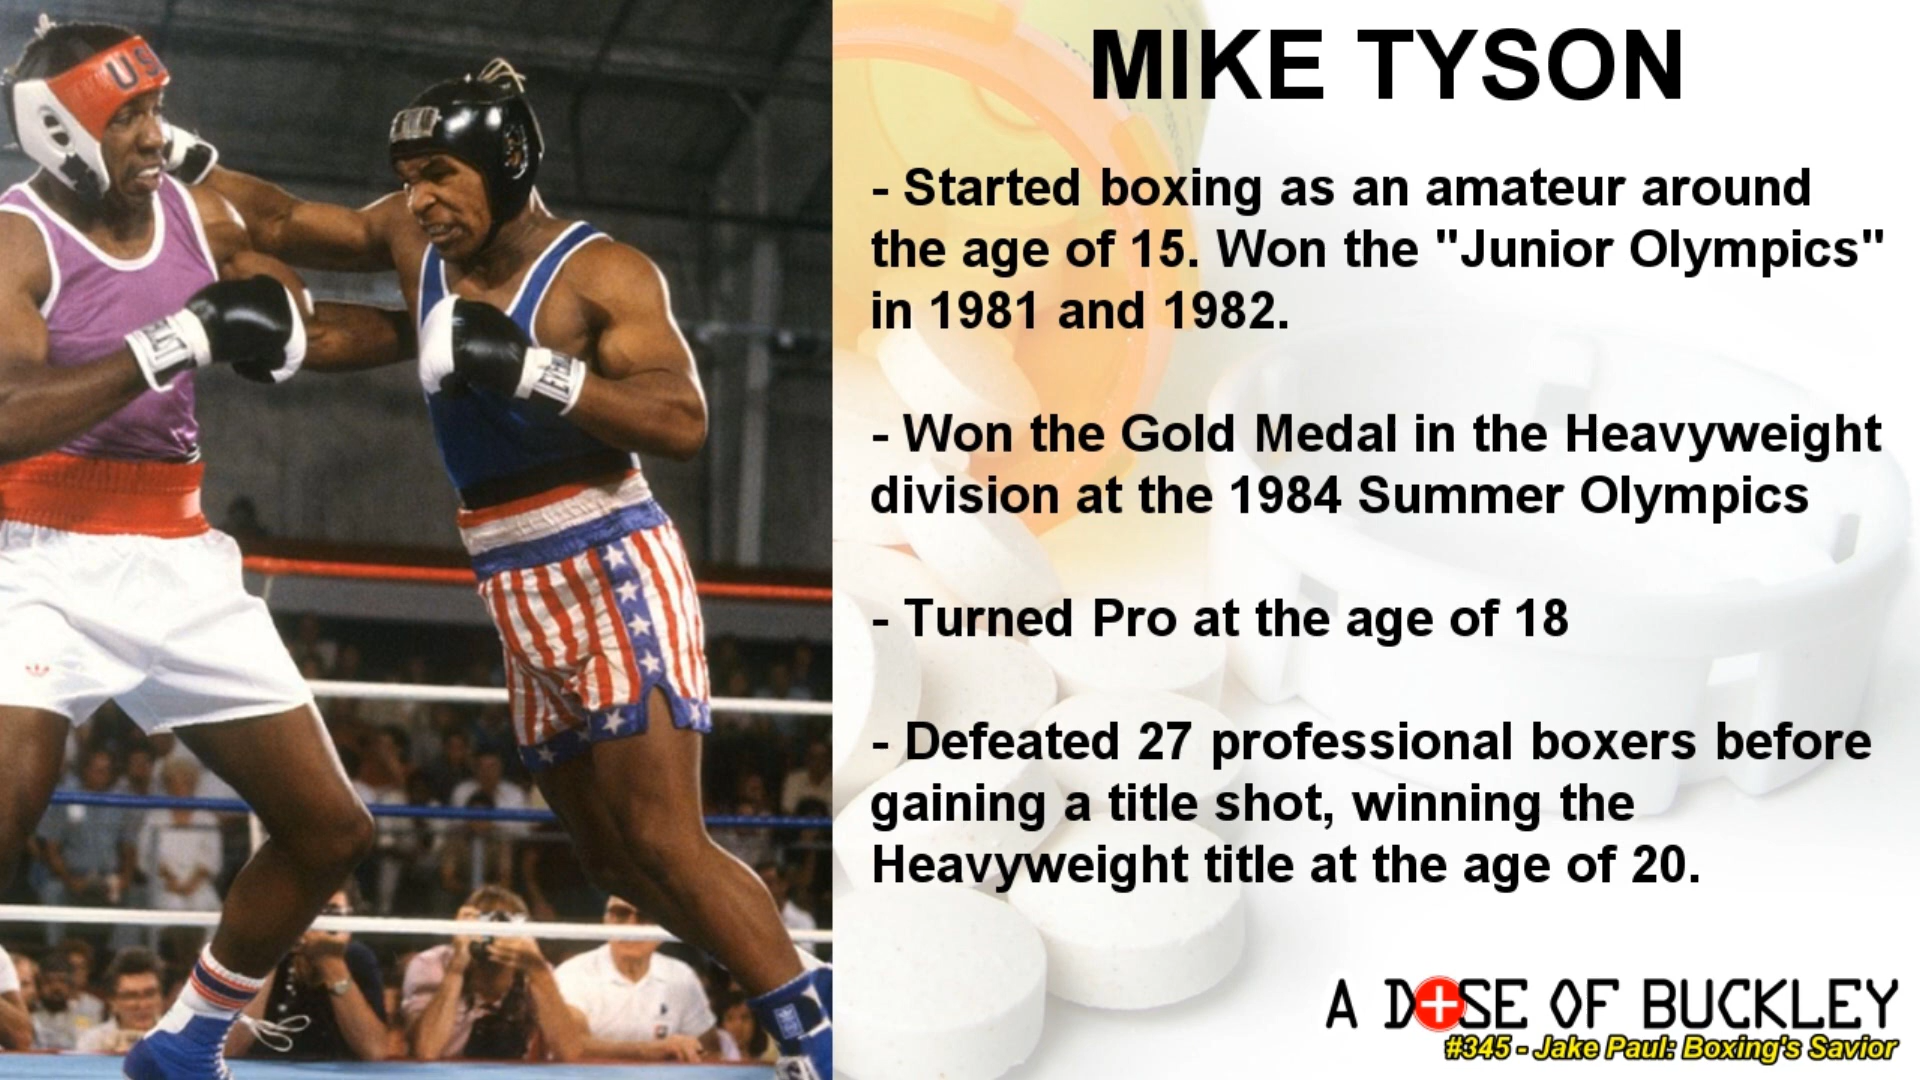 US
MIKE TYSON
- Started boxing as an amateur around
the age of 15. Won the "Junior Olympics"
in 1981 and 1982.
- Won the Gold Medal in the Heavyweight
division at the 1984 Summer Olympics
- Turned Pro at the age of 18
- Defeated 27 professional boxers before
gaining a title shot, winning the
Heavyweight title at the age of 20.
A DOSE OF BUCKLEY
#345 - Jake Paul: Boxing's Savior